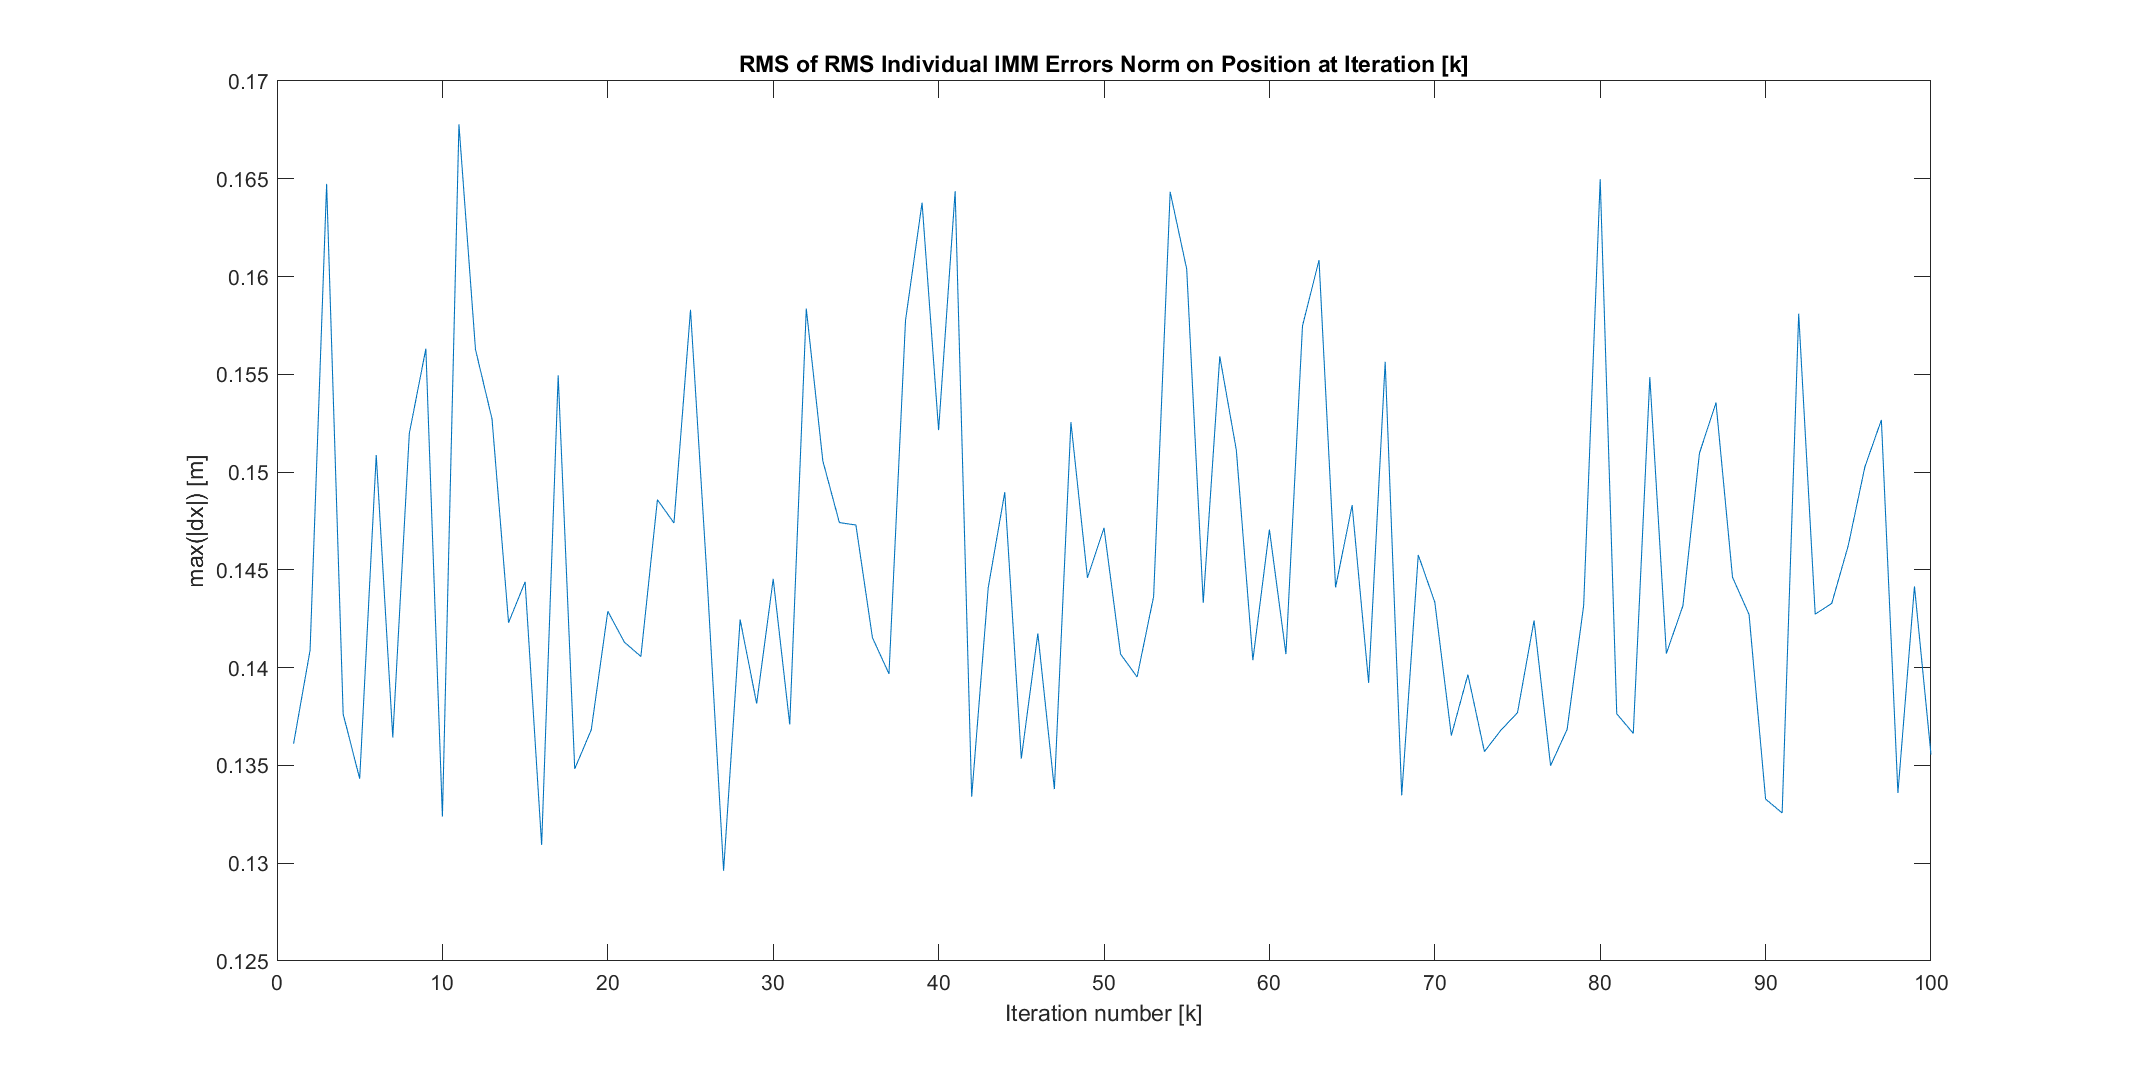 RMS of RMS Individual IMM Errors Norm on Position at Iteration [k]
0.17
0.165
0.16
0.155
0.15
0.145
0.14
0.135
0.13
0.125
max(|dx|) [m]
0 10 20 30 40 50 60 70 80 90 100
Iteration number [k]